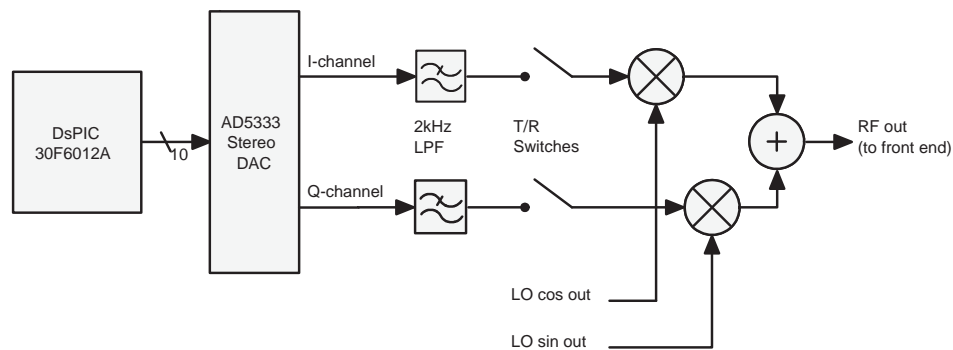 DsPIC
30F6012A
10
AD5333
Stereo
DAC
I-channel
Q-channel
2kHz
LPF
T/R
Switches
+
RF out
(to front end)
LO cos out
LO sin out